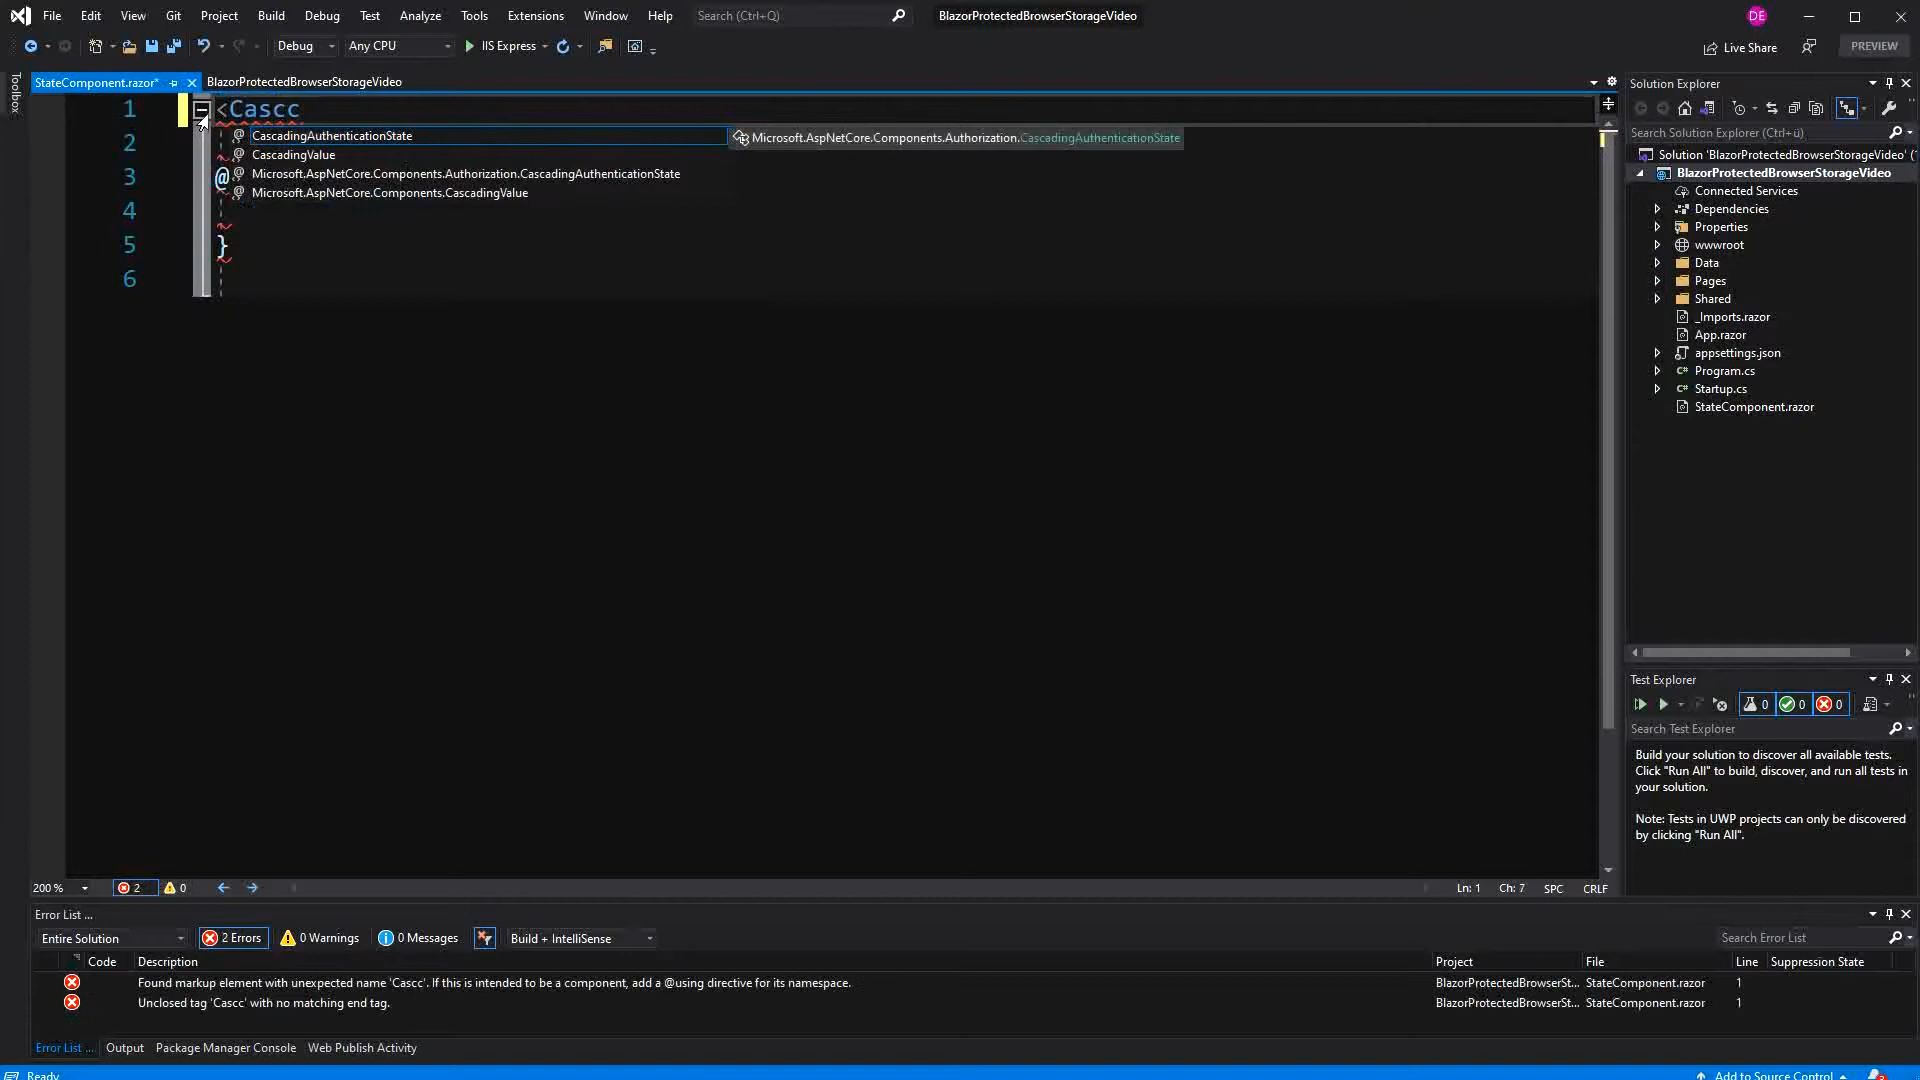 File Edit View Git Project Build Debug Test Analyze Tools Extensions Window Help Search (Ctrl+Q) BlazorProtectedBrowserStorageVideo DE
Debug Any CPU IIS Express Live Share PREVIEW
Toolbox
StateComponent.razor* BlazorProtectedBrowserStorageVideo
1 <Cascc
2
3 @
4
5 }
6
CascadingAuthenticationState
CascadingValue
Microsoft.AspNetCore.Components.Authorization.CascadingAuthenticationState
Microsoft.AspNetCore.Components.CascadingValue
Microsoft.AspNetCore.Components.Authorization.CascadingAuthenticationState
200 % 2 0 Ln: 1 Ch: 7 SPC CRLF
Solution Explorer
Search Solution Explorer (Ctrl+ü)
Solution 'BlazorProtectedBrowserStorageVideo' (
BlazorProtectedBrowserStorageVideo
Connected Services
Dependencies
Properties
wwwroot
Data
Pages
Shared
_Imports.razor
App.razor
appsettings.json
C# Program.cs
C# Startup.cs
StateComponent.razor
Test Explorer
0 0 0
Search Test Explorer
Build your solution to discover all available tests.
Click "Run All" to build, discover, and run all tests in
your solution.
Note: Tests in UWP projects can only be discovered
by clicking "Run All".
Error List ...
Entire Solution 2 Errors 0 Warnings 0 Messages Build + IntelliSense Search Error List
Code Description Project File Line Suppression State
Found markup element with unexpected name 'Cascc'. If this is intended to be a component, add a @using directive for its namespace. BlazorProtectedBrowserSt... StateComponent.razor 1
Unclosed tag 'Cascc' with no matching end tag. BlazorProtectedBrowserSt... StateComponent.razor 1
Error List ... Output Package Manager Console Web Publish Activity
Ready Add to Source Control